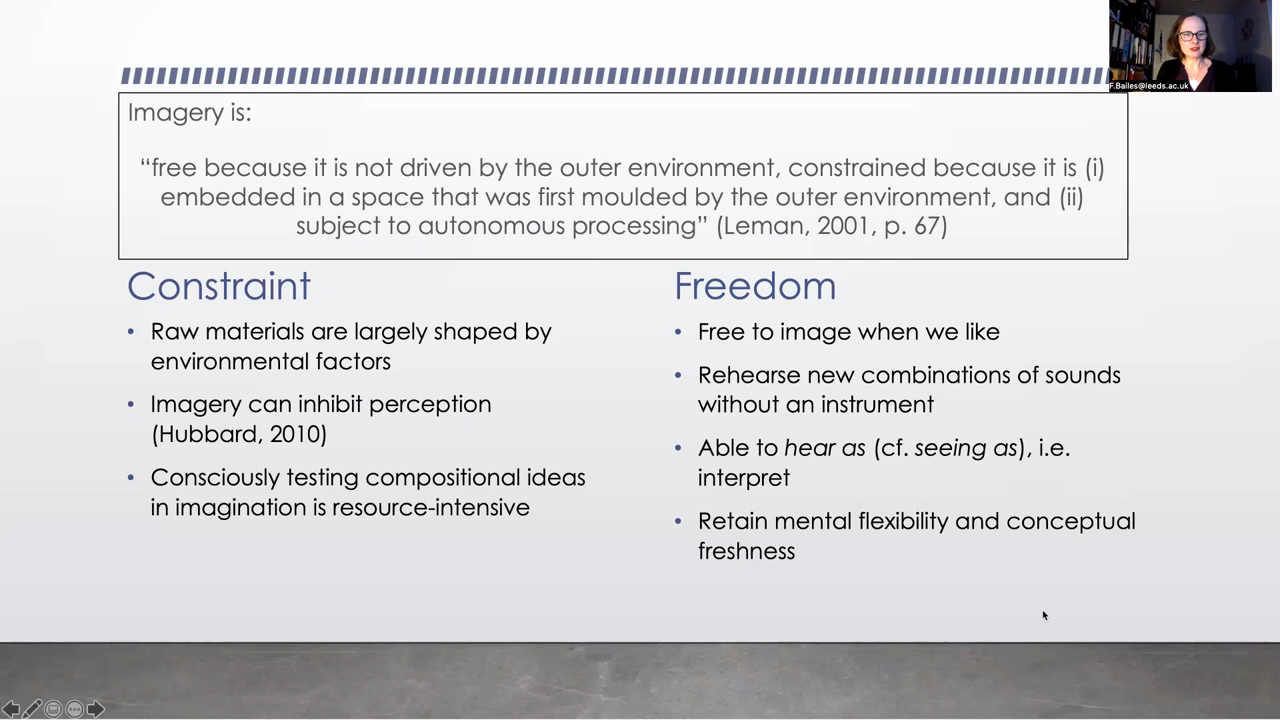 F.Bailes@leeds.ac.uk
Imagery is:
“free because it is not driven by the outer environment, constrained because it is (i)
embedded in a space that was first moulded by the outer environment, and (ii)
subject to autonomous processing” (Leman, 2001, p. 67)
Constraint
• Raw materials are largely shaped by
environmental factors
• Imagery can inhibit perception
(Hubbard, 2010)
• Consciously testing compositional ideas
in imagination is resource-intensive
Freedom
• Free to image when we like
• Rehearse new combinations of sounds
without an instrument
• Able to hear as (cf. seeing as), i.e.
interpret
• Retain mental flexibility and conceptual
freshness